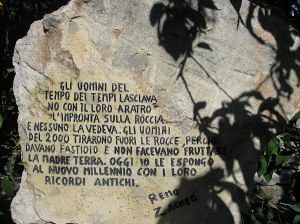 GLI UOMINI DEL
TEMPO DEI TEMPI LASCIAVA
NO CON IL LORO ARATRO
L'IMPRONTA SULLA ROCCIA
E NESSUNO LA VEDEVA. GLI UOMINI
DEL 2000 TIRARONO FUORI LE ROCCE, PERCHE
DAVANO FASTIDIO E NON FACEVANO FRUTTARE
LA MADRE TERRA. OGGI IO LE ESPONGO
AL NUOVO MILLENNIO CON I LORO
RICORDI ANTICHI.
REMO
ZACHEO